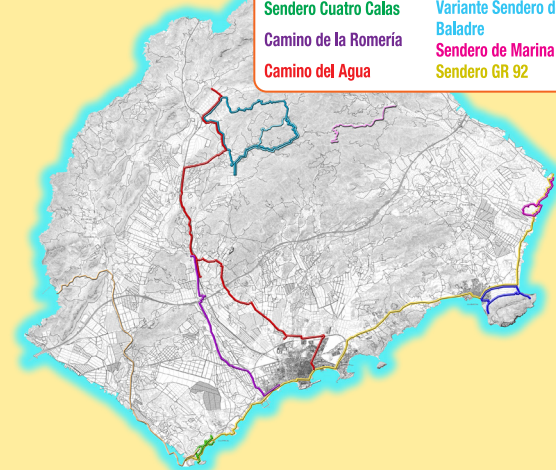 Sendero Cuatro Calas
Camino de la Romería
Camino del Agua
Variante Sendero d
Baladre
Sendero de Marina
Sendero GR 92